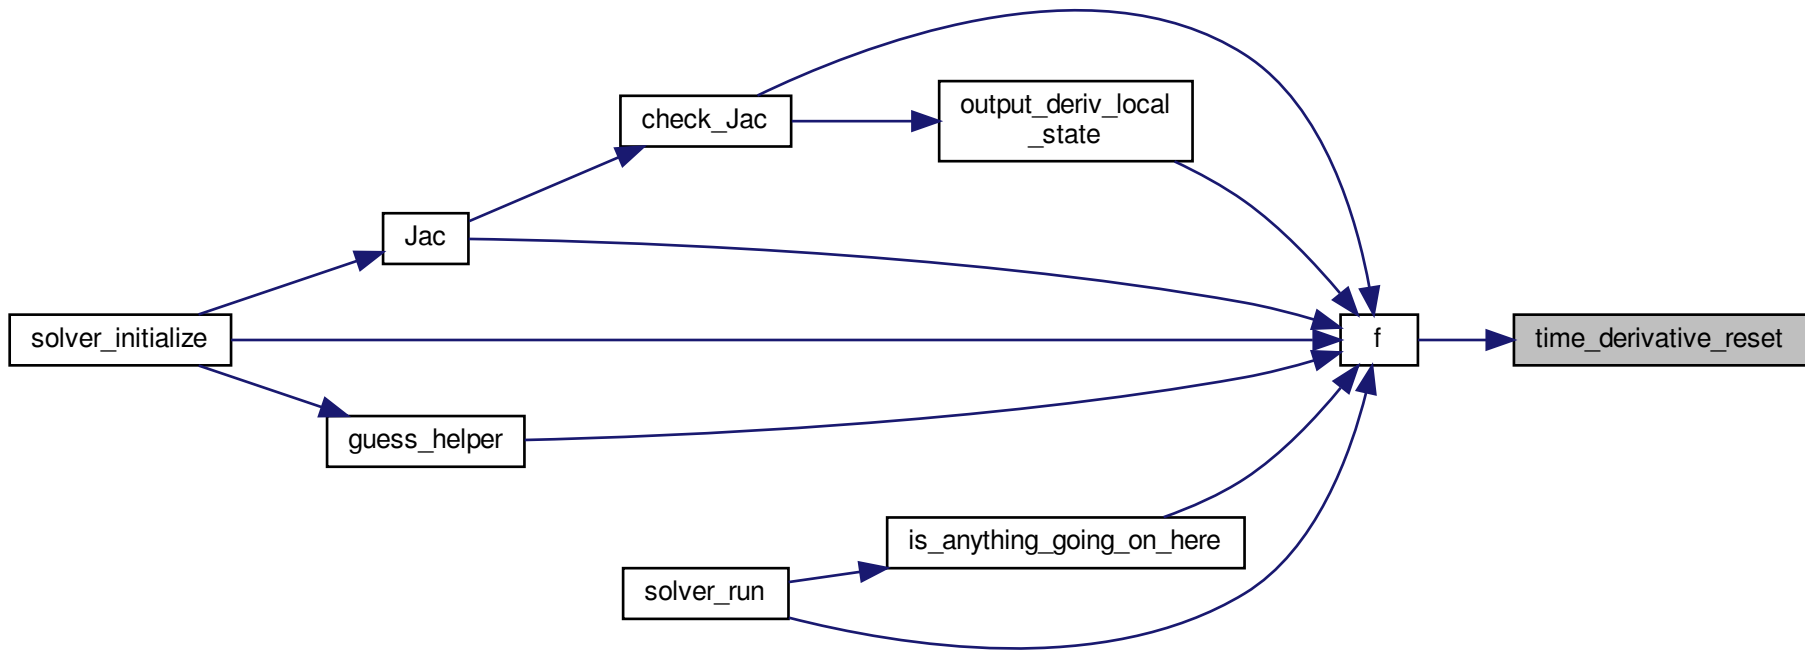 check_Jac
output_deriv_local
_state
Jac
solver_initialize
f
time_derivative_reset
guess_helper
is_anything_going_on_here
solver_run